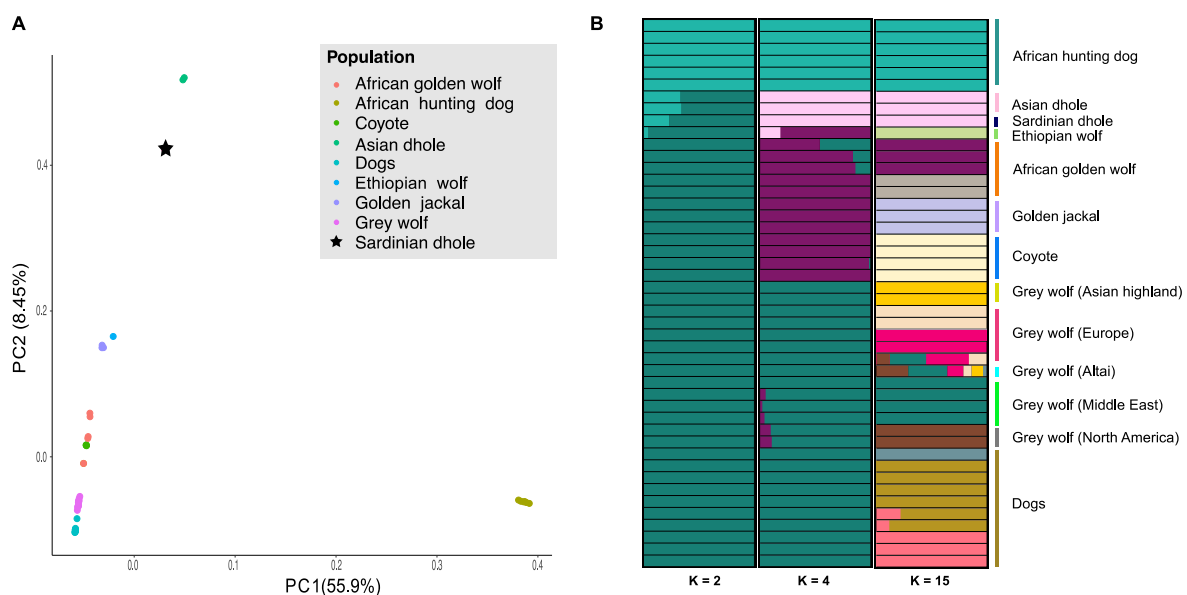 A
Population
African golden wolf
African hunting dog
Coyote
Asian dhole
Dogs
Ethiopian wolf
Golden jackal
Grey wolf
Sardinian dhole
PC2 (8.45%)
0.4
0.2
0.0
0.0
0.1
0.2
0.3
0.4
PC1(55.9%)
B
African hunting dog
Asian dhole
Sardinian dhole
Ethiopian wolf
African golden wolf
Golden jackal
Coyote
Grey wolf (Asian highland)
Grey wolf (Europe)
Grey wolf (Altai)
Grey wolf (Middle East)
Grey wolf (North America)
Dogs
K = 2
K = 4
K = 15